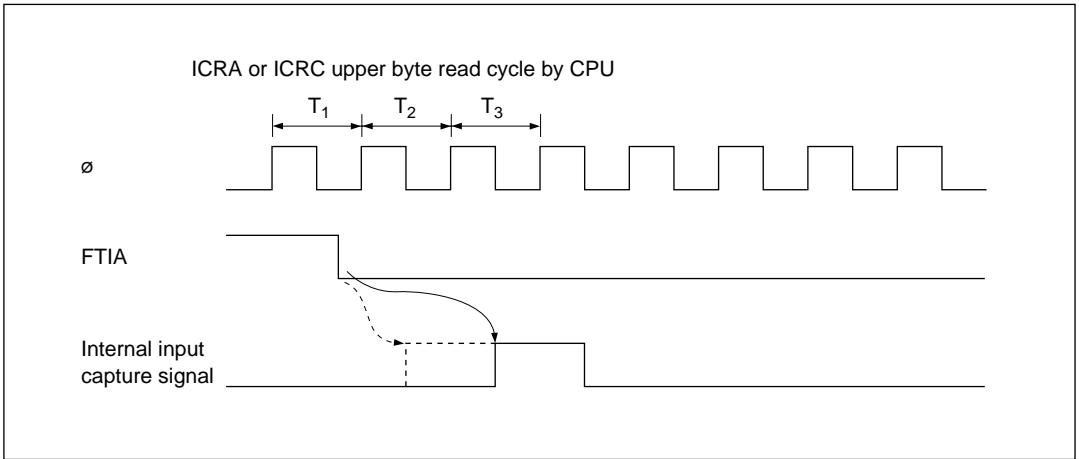 ICRA or ICRC upper byte read cycle by CPU
T1 T2 T3
ø
FTIA
Internal input
capture signal